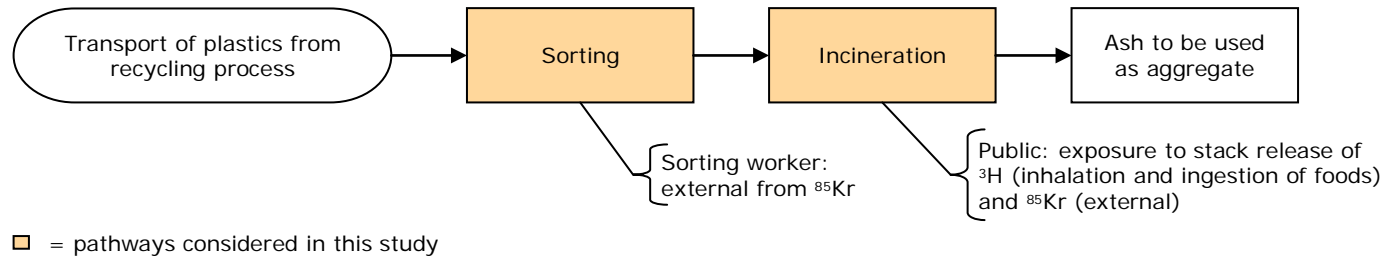 Transport of plastics from
recycling process
Sorting
Incineration
Ash to be used
as aggregate
Sorting worker:
external from ⁸⁵Kr
Public: exposure to stack release of
³H (inhalation and ingestion of foods)
and ⁸⁵Kr (external)
= pathways considered in this study